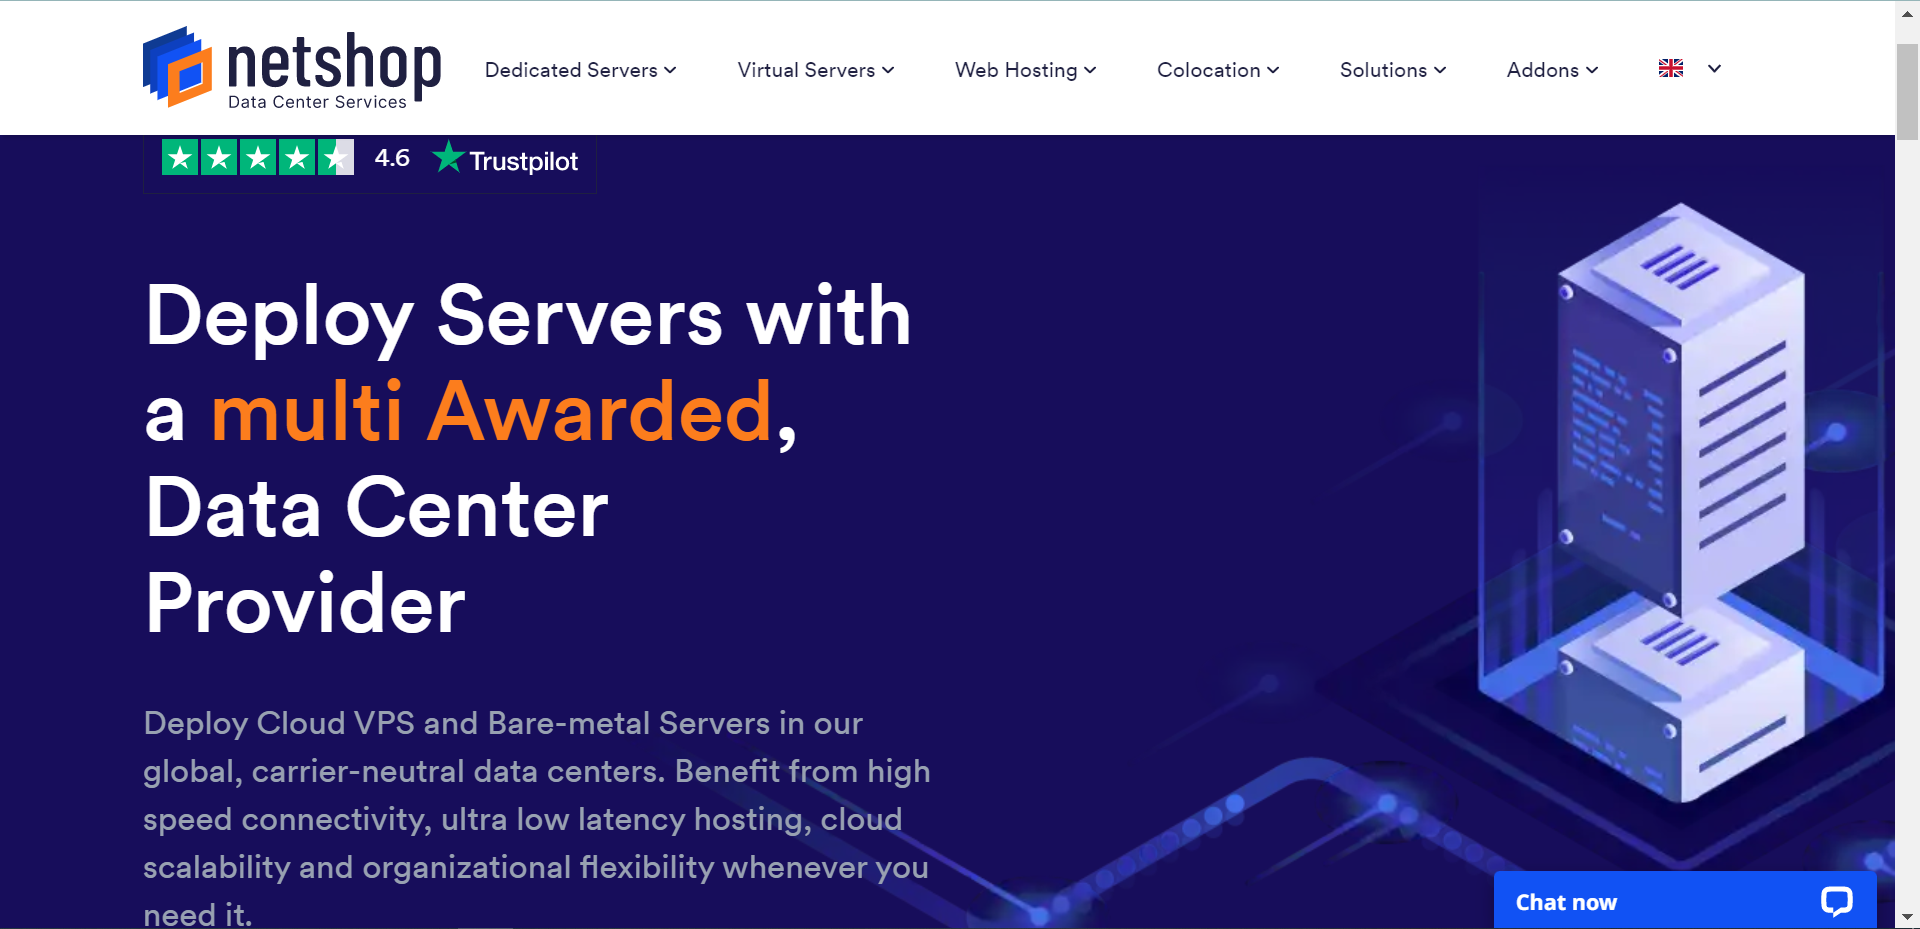 netshop
Data Center Services
Dedicated Servers
Virtual Servers
Web Hosting
Colocation
Solutions
Addons
4.6
Trustpilot
Deploy Servers with
a multi Awarded,
Data Center
Provider
Deploy Cloud VPS and Bare-metal Servers in our
global, carrier-neutral data centers. Benefit from high
speed connectivity, ultra low latency hosting, cloud
scalability and organizational flexibility whenever you
need it.
Chat now